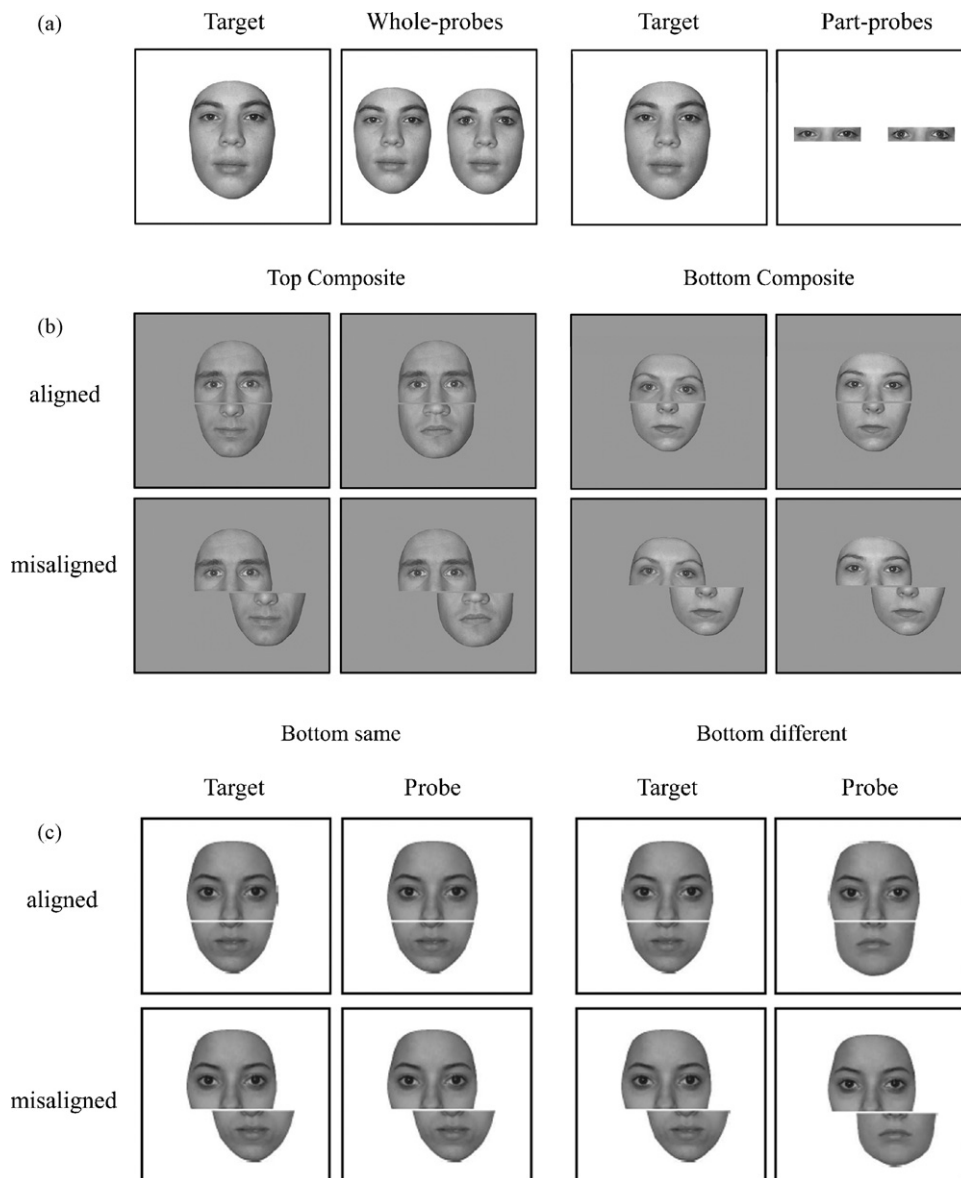 (a)
Target Whole-probes Target Part-probes
Top Composite Bottom Composite
(b)
aligned
misaligned
Bottom same Bottom different
Target Probe Target Probe
(c)
aligned
misaligned